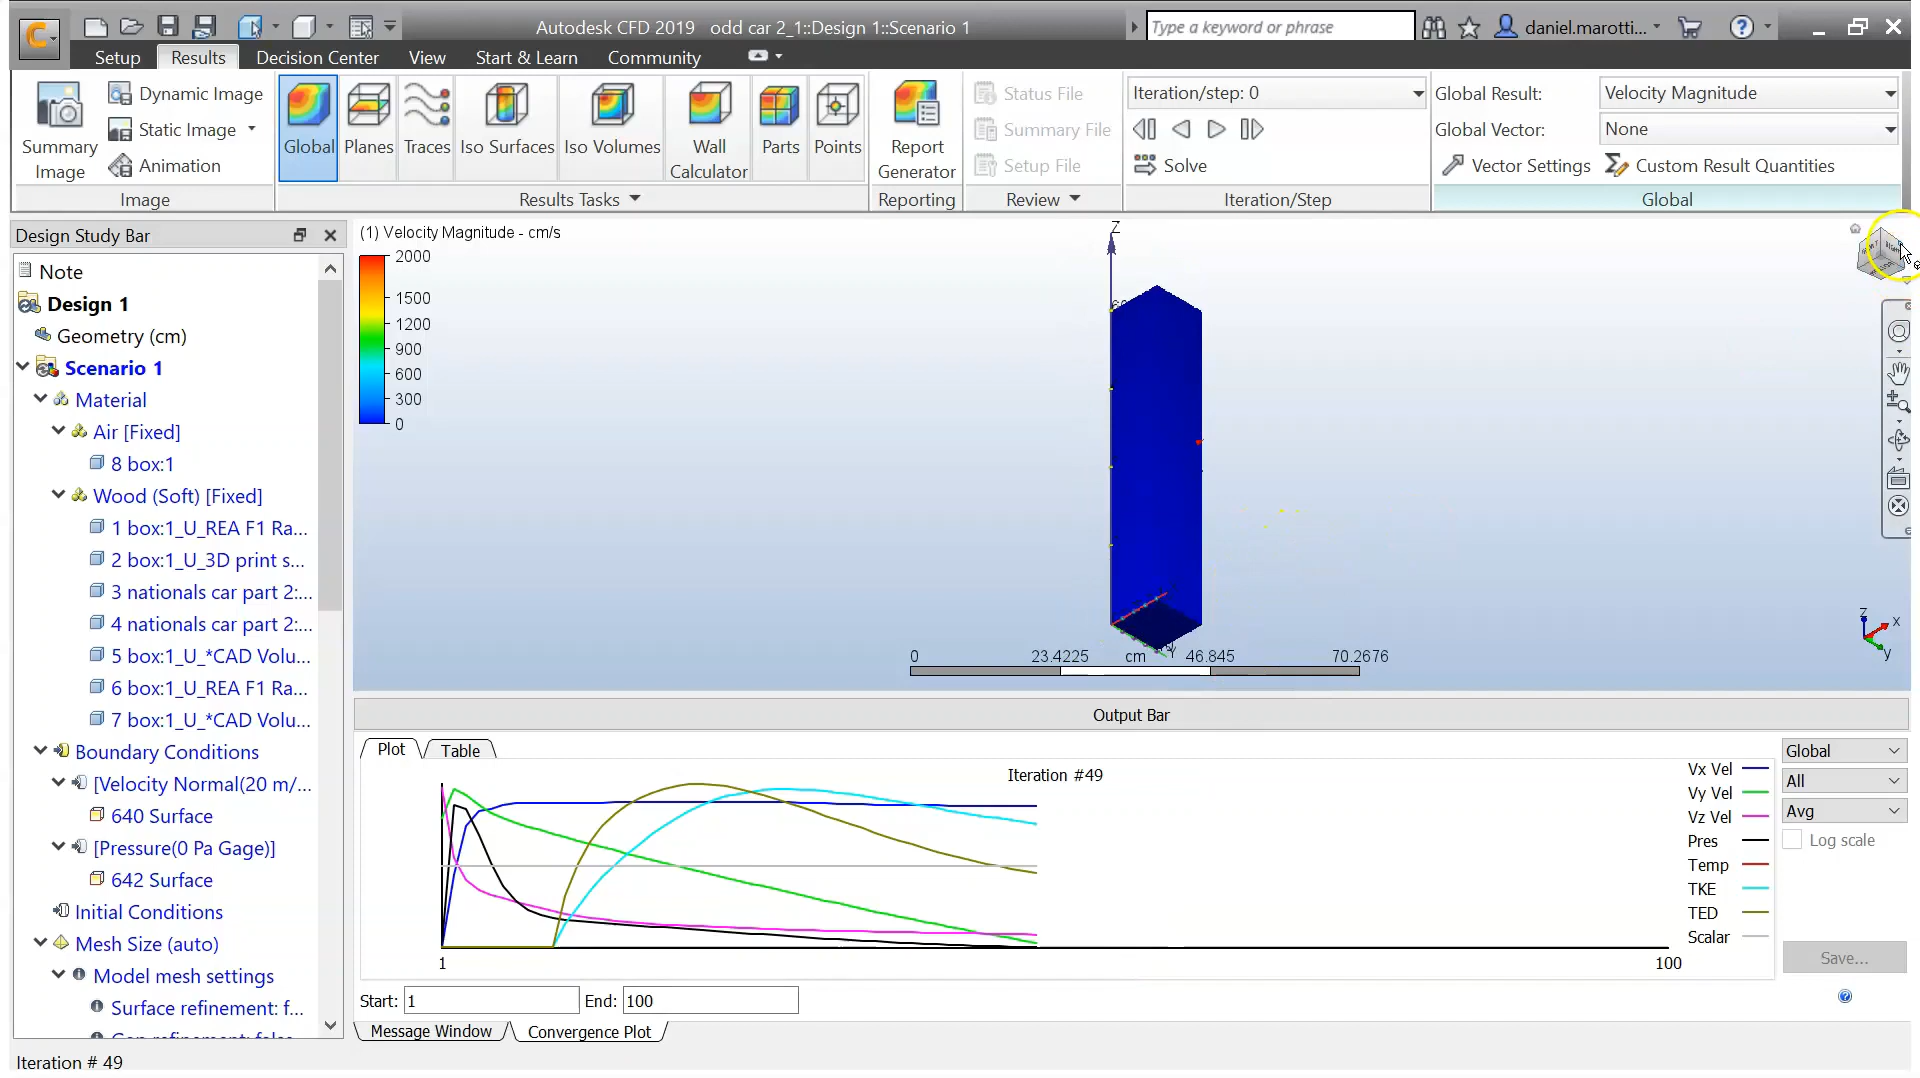 Autodesk CFD 2019 odd car 2_1::Design 1::Scenario 1
Type a keyword or phrase
daniel.marotti...
Setup
Results
Decision Center
View
Start & Learn
Community
Summary Image
Dynamic Image
Static Image
Animation
Image
Global
Planes
Traces
Iso Surfaces
Iso Volumes
Wall Calculator
Parts
Points
Results Tasks
Report Generator
Reporting
Status File
Summary File
Setup File
Review
Iteration/step: 0
Solve
Iteration/Step
Global Result:
Velocity Magnitude
Global Vector:
None
Vector Settings
Custom Result Quantities
Global
Design Study Bar
Note
Design 1
Geometry (cm)
Scenario 1
Material
Air [Fixed]
8 box:1
Wood (Soft) [Fixed]
1 box:1_U_REA F1 Ra...
2 box:1_U_3D print s...
3 nationals car part 2:...
4 nationals car part 2:...
5 box:1_U_*CAD Volu...
6 box:1_U_REA F1 Ra...
7 box:1_U_*CAD Volu...
Boundary Conditions
[Velocity Normal(20 m/...
640 Surface
[Pressure(0 Pa Gage)]
642 Surface
Initial Conditions
Mesh Size (auto)
Model mesh settings
Surface refinement: f...
Iteration # 49
(1) Velocity Magnitude - cm/s
2000
1500
1200
900
600
300
0
Z
0
23.4225
cm
46.845
70.2676
Z
X
y
Output Bar
Plot
Table
Iteration #49
1
100
Vx Vel
Vy Vel
Vz Vel
Pres
Temp
TKE
TED
Scalar
Global
All
Avg
Log scale
Save...
Start: 1
End: 100
Message Window
Convergence Plot